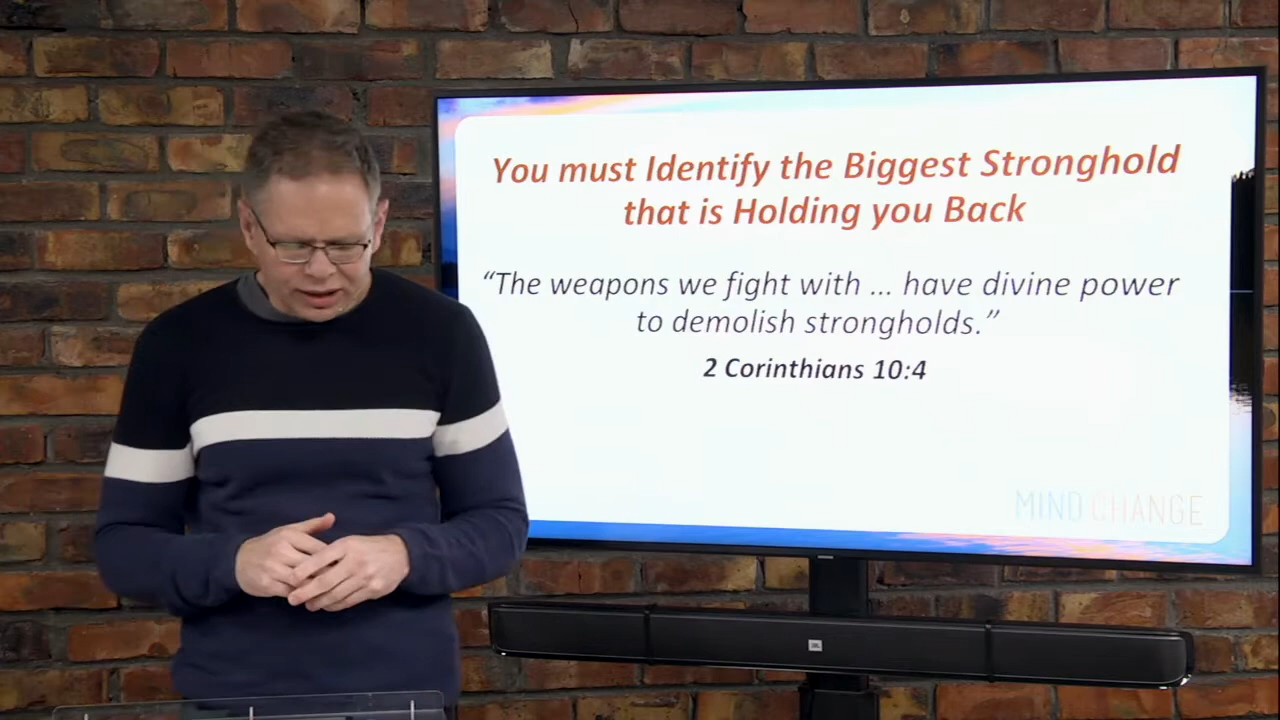 You must Identify the Biggest Stronghold
that is Holding you Back
“The weapons we fight with ... have divine power
to demolish strongholds.”
2 Corinthians 10:4
MIND CHANGE
JBL